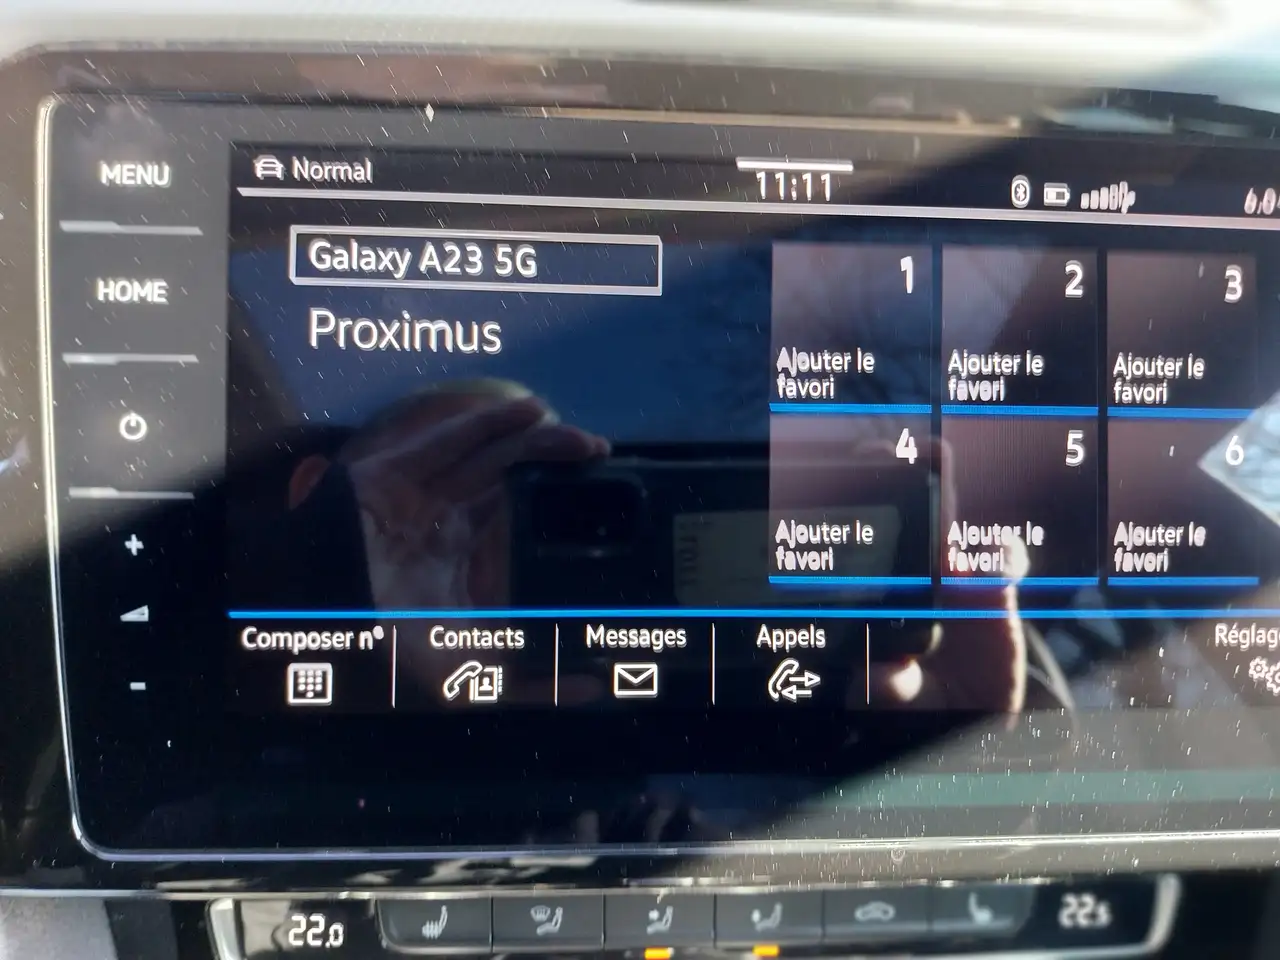 MENU
HOME
Normal
11:11
Galaxy A23 5G
Proximus
1
2
3
Ajouter le
favori
Ajouter le
favori
Ajouter le
favori
4
5
6
Ajouter le
favori
Ajouter le
favori
Ajouter le
favori
Composer nº
Contacts
Messages
Appels
22.0
22.5